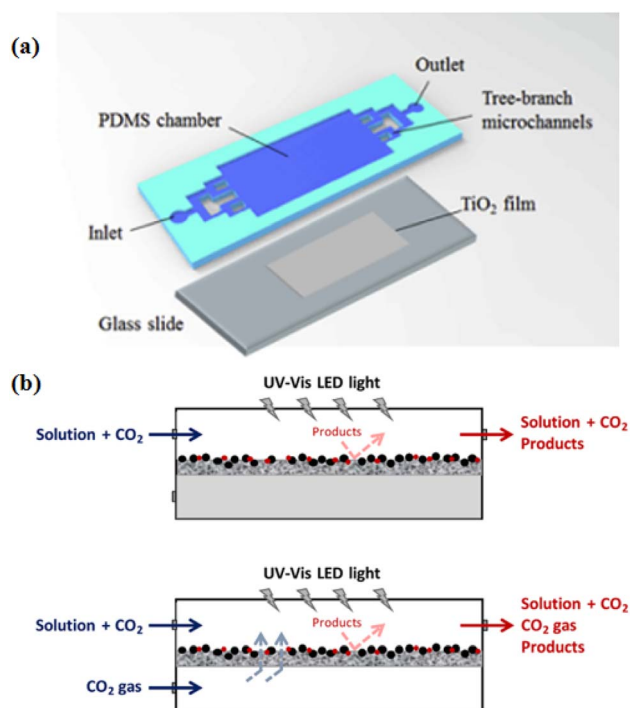 (a)
Outlet
Tree-branch
microchannels
PDMS chamber
TiO₂ film
Inlet
Glass slide
(b)
UV-Vis LED light
Solution + CO₂
Products
Solution + CO₂
Products
UV-Vis LED light
Solution + CO₂
Products
Solution + CO₂
CO₂ gas
Products
CO₂ gas